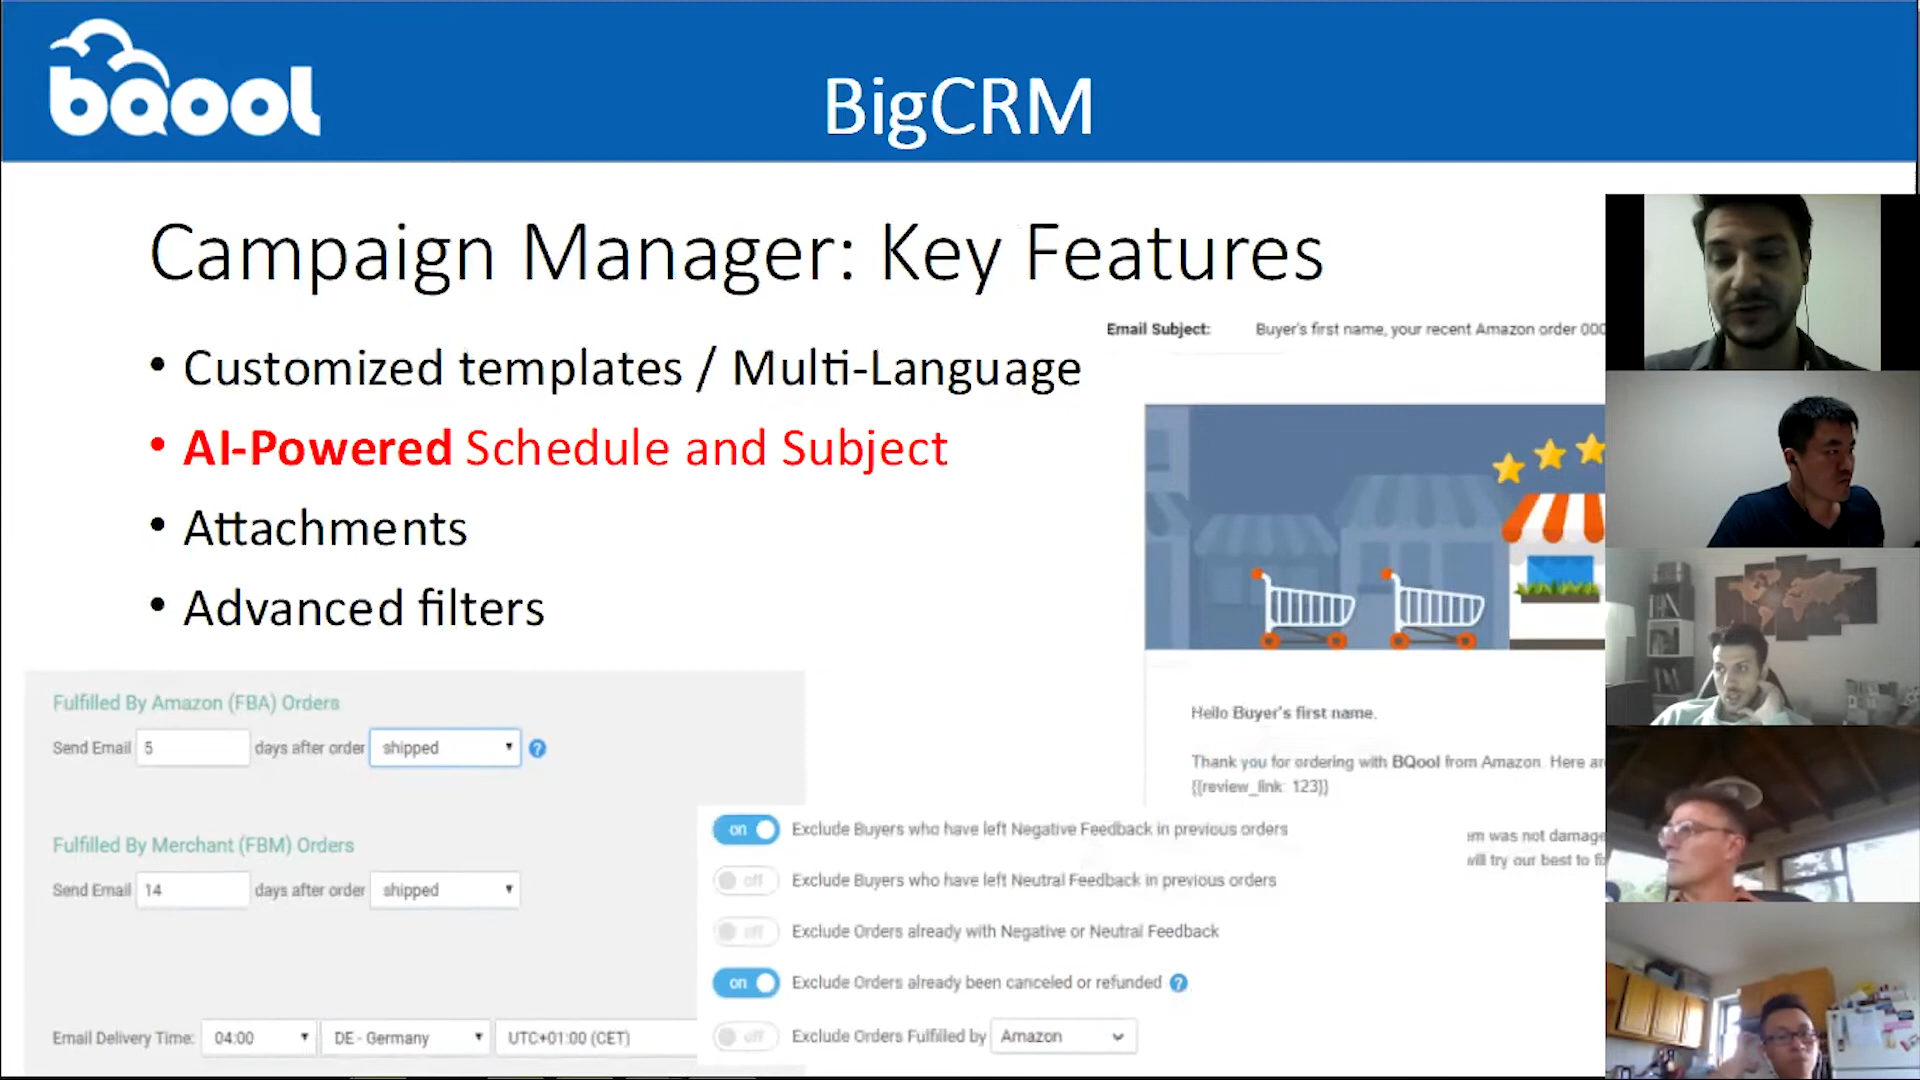 bqool
BigCRM
Campaign Manager: Key Features
• Customized templates / Multi-Language
• AI-Powered Schedule and Subject
• Attachments
• Advanced filters
Email Subject: Buyer's first name, your recent Amazon order 000
Hello Buyer's first name,
Thank you for ordering with BQool from Amazon. Here are
{{review_link: 123}}
was not damage
will try our best to
Fulfilled By Amazon (FBA) Orders
Send Email 5 days after order shipped ?
Fulfilled By Merchant (FBM) Orders
Send Email 14 days after order shipped
Email Delivery Time: 04:00 DE - Germany UTC+01:00 (CET)
on Exclude Buyers who have left Negative Feedback in previous orders
off Exclude Buyers who have left Neutral Feedback in previous orders
off Exclude Orders already with Negative or Neutral Feedback
on Exclude Orders already been canceled or refunded ?
off Exclude Orders Fulfilled by Amazon